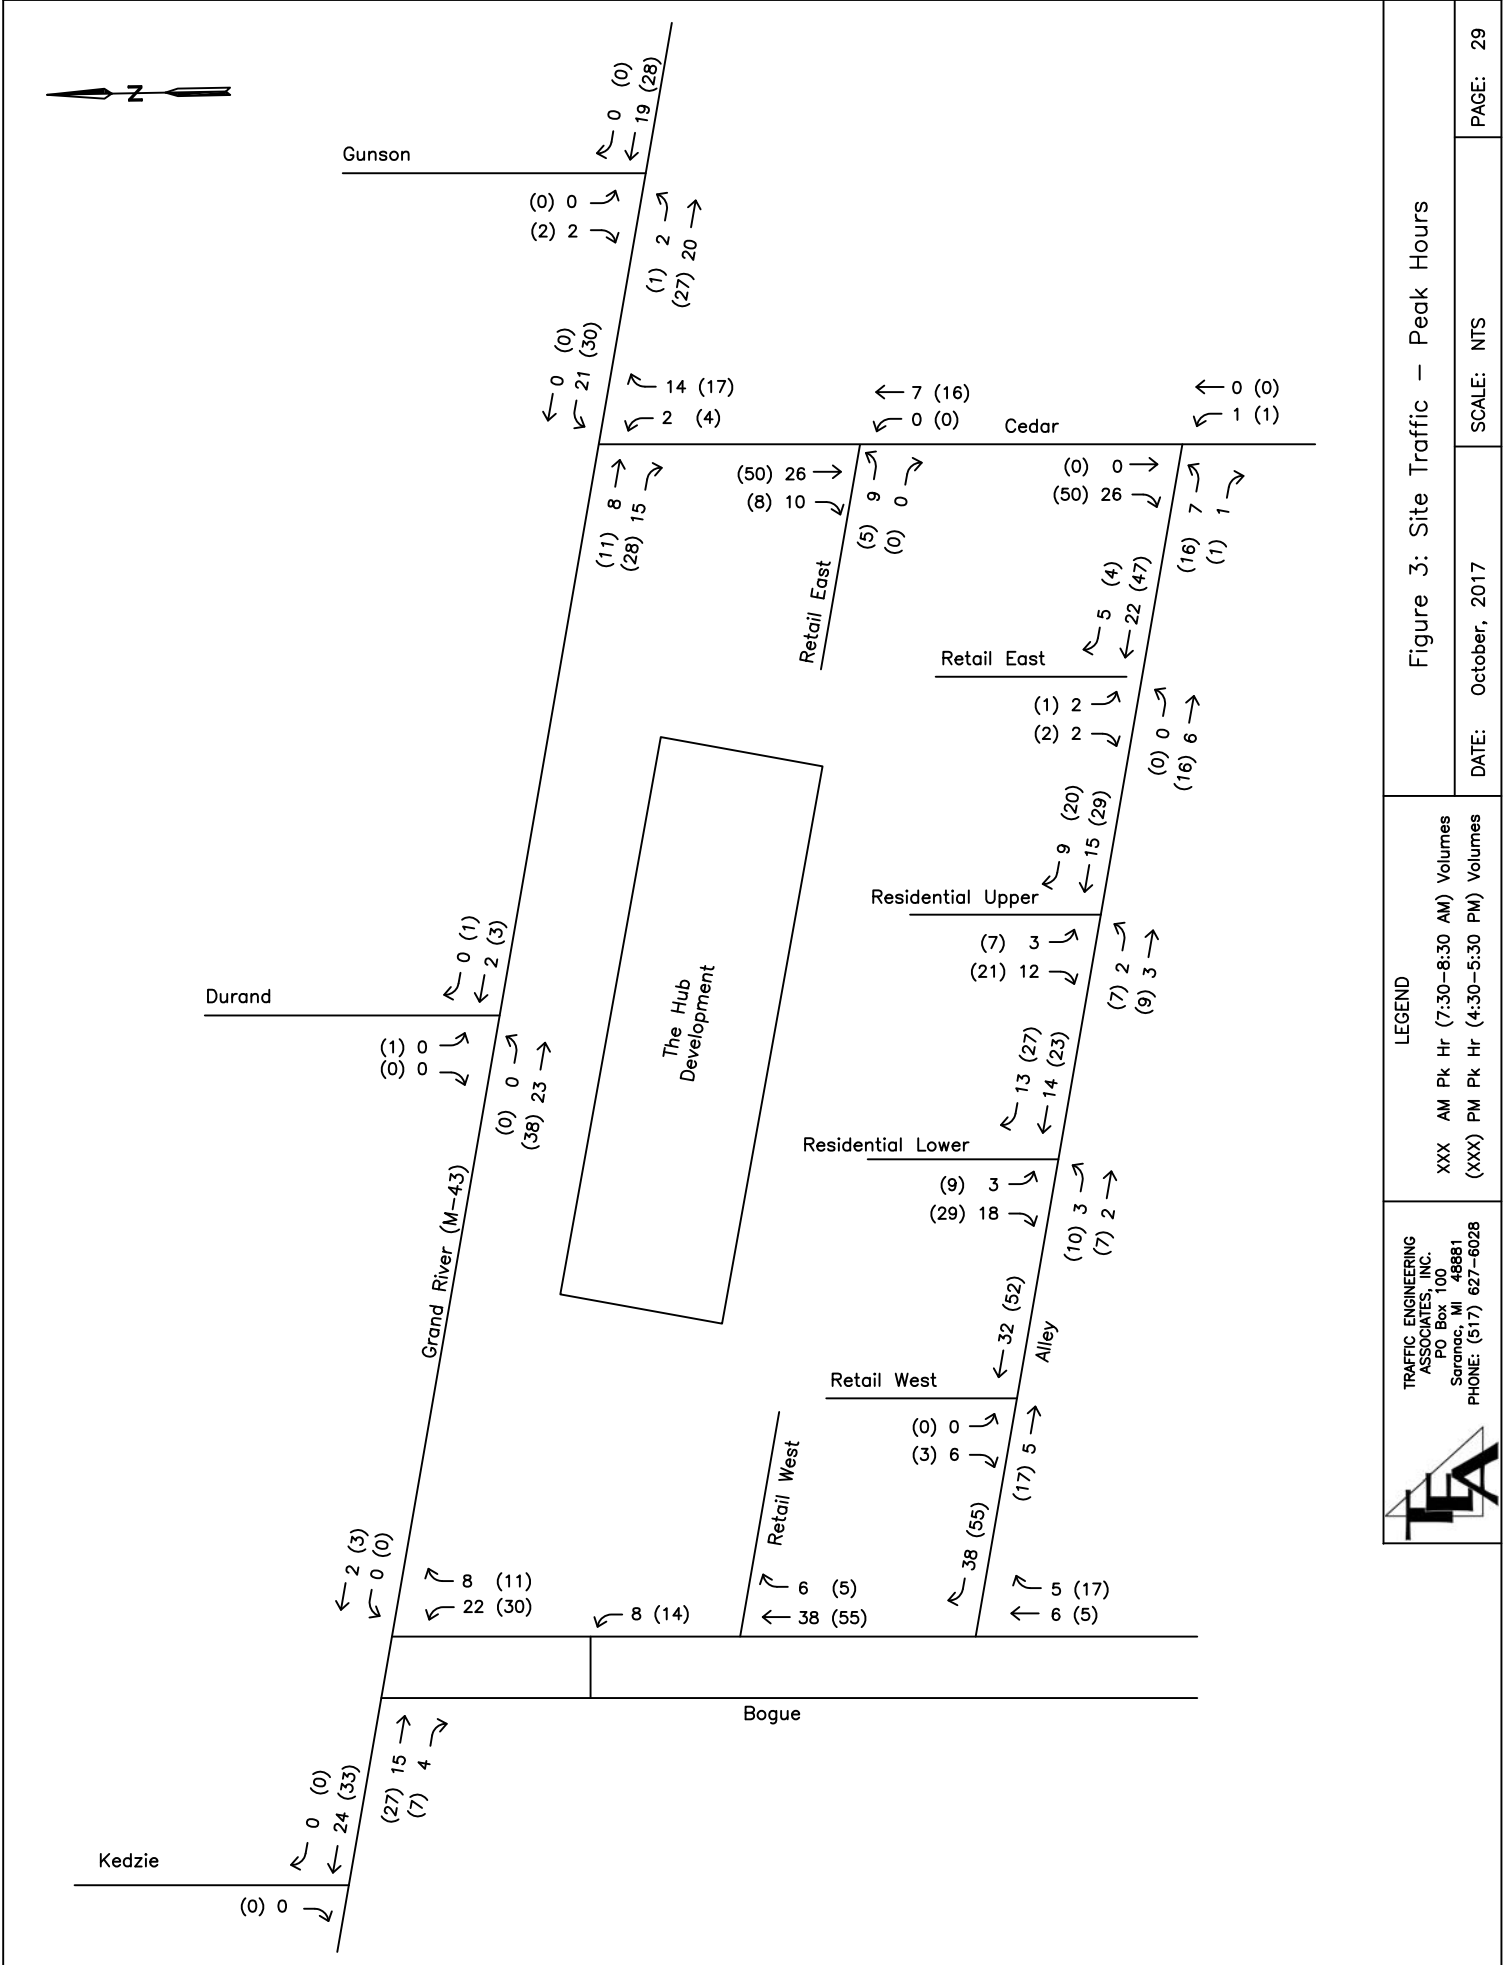 N
Gunson
0 (0)
19 (28)
(0) 0
(2) 2
(1) 2
(27) 20
0 (0)
21 (30)
14 (17)
2 (4)
7 (16)
0 (0)
Cedar
0 (0)
1 (1)
(11) 8
(28) 15
(50) 26
(8) 10
(5) 9
(0) 0
Retail East
(0) 0
(50) 26
(16) 7
(1) 1
5 (4)
22 (47)
Retail East
(1) 2
(2) 2
(0) 0
(16) 6
9 (20)
15 (29)
Residential Upper
(7) 3
(21) 12
(7) 2
(9) 3
Durand
0 (1)
2 (3)
(1) 0
(0) 0
(0) 0
(38) 23
The Hub
Development
13 (27)
14 (23)
Residential Lower
(9) 3
(29) 18
(10) 3
(7) 2
Grand River (M-43)
32 (52)
Alley
Retail West
(0) 0
(3) 6
(17) 5
Retail West
38 (55)
2 (3)
0 (0)
8 (11)
22 (30)
8 (14)
6 (5)
38 (55)
5 (17)
6 (5)
Bogue
(27) 15
(7) 4
0 (0)
24 (33)
Kedzie
(0) 0
TEA
TRAFFIC ENGINEERING
ASSOCIATES, INC.
PO Box 100
Saranac, MI 48881
PHONE: (517) 627-6028
LEGEND
XXX AM Pk Hr (7:30-8:30 AM) Volumes
(XXX) PM Pk Hr (4:30-5:30 PM) Volumes
Figure 3: Site Traffic - Peak Hours
DATE: October, 2017
SCALE: NTS
PAGE: 29